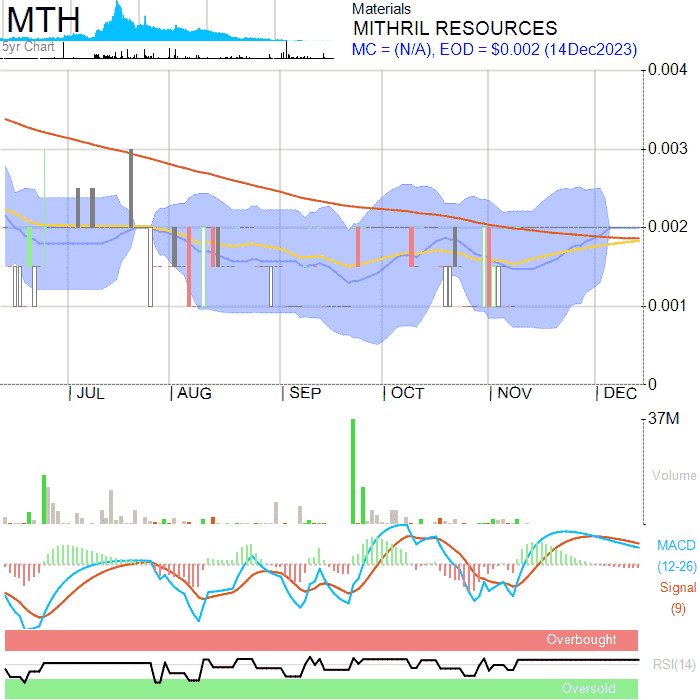 MTH
5yr Chart
Materials
MITHRIL RESOURCES
MC = (N/A), EOD = $0.002 (14Dec2023)
0.004
0.003
0.002
0.001
0
JUL
AUG
SEP
OCT
NOV
DEC
37M
Volume
MACD
(12-26)
Signal
(9)
Overbought
RSI(14)
Oversold